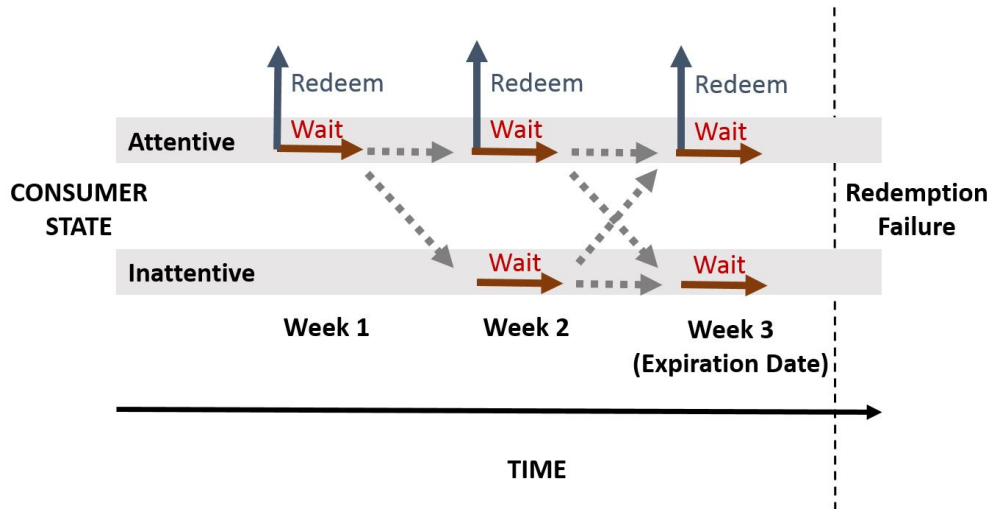 Redeem
Redeem
Redeem
Attentive
Wait
Wait
Wait
CONSUMER
STATE
Redemption
Failure
Inattentive
Wait
Wait
Week 1
Week 2
Week 3
(Expiration Date)
TIME